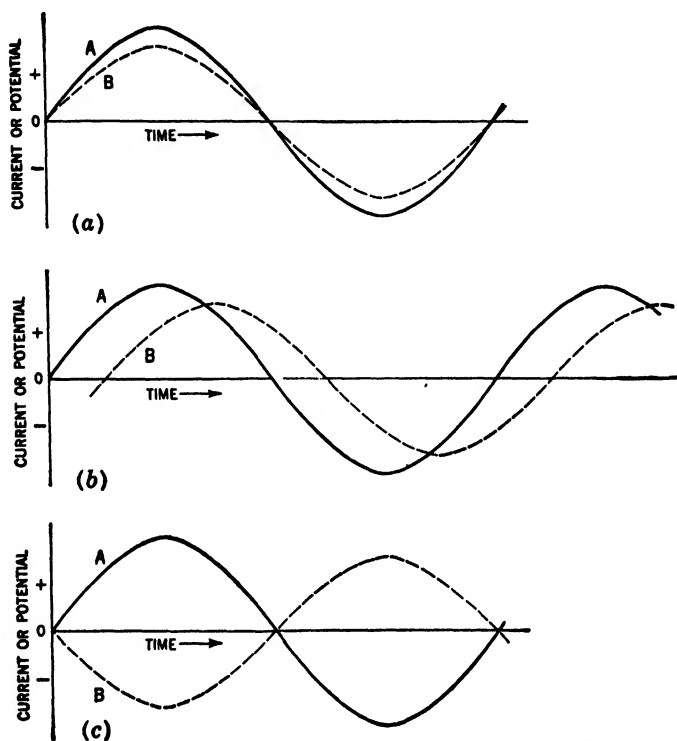 CURRENT OR POTENTIAL
+
0
−
A
B
TIME →
(a)
CURRENT OR POTENTIAL
+
0
−
A
B
TIME →
(b)
CURRENT OR POTENTIAL
+
0
−
A
TIME →
B
(c)